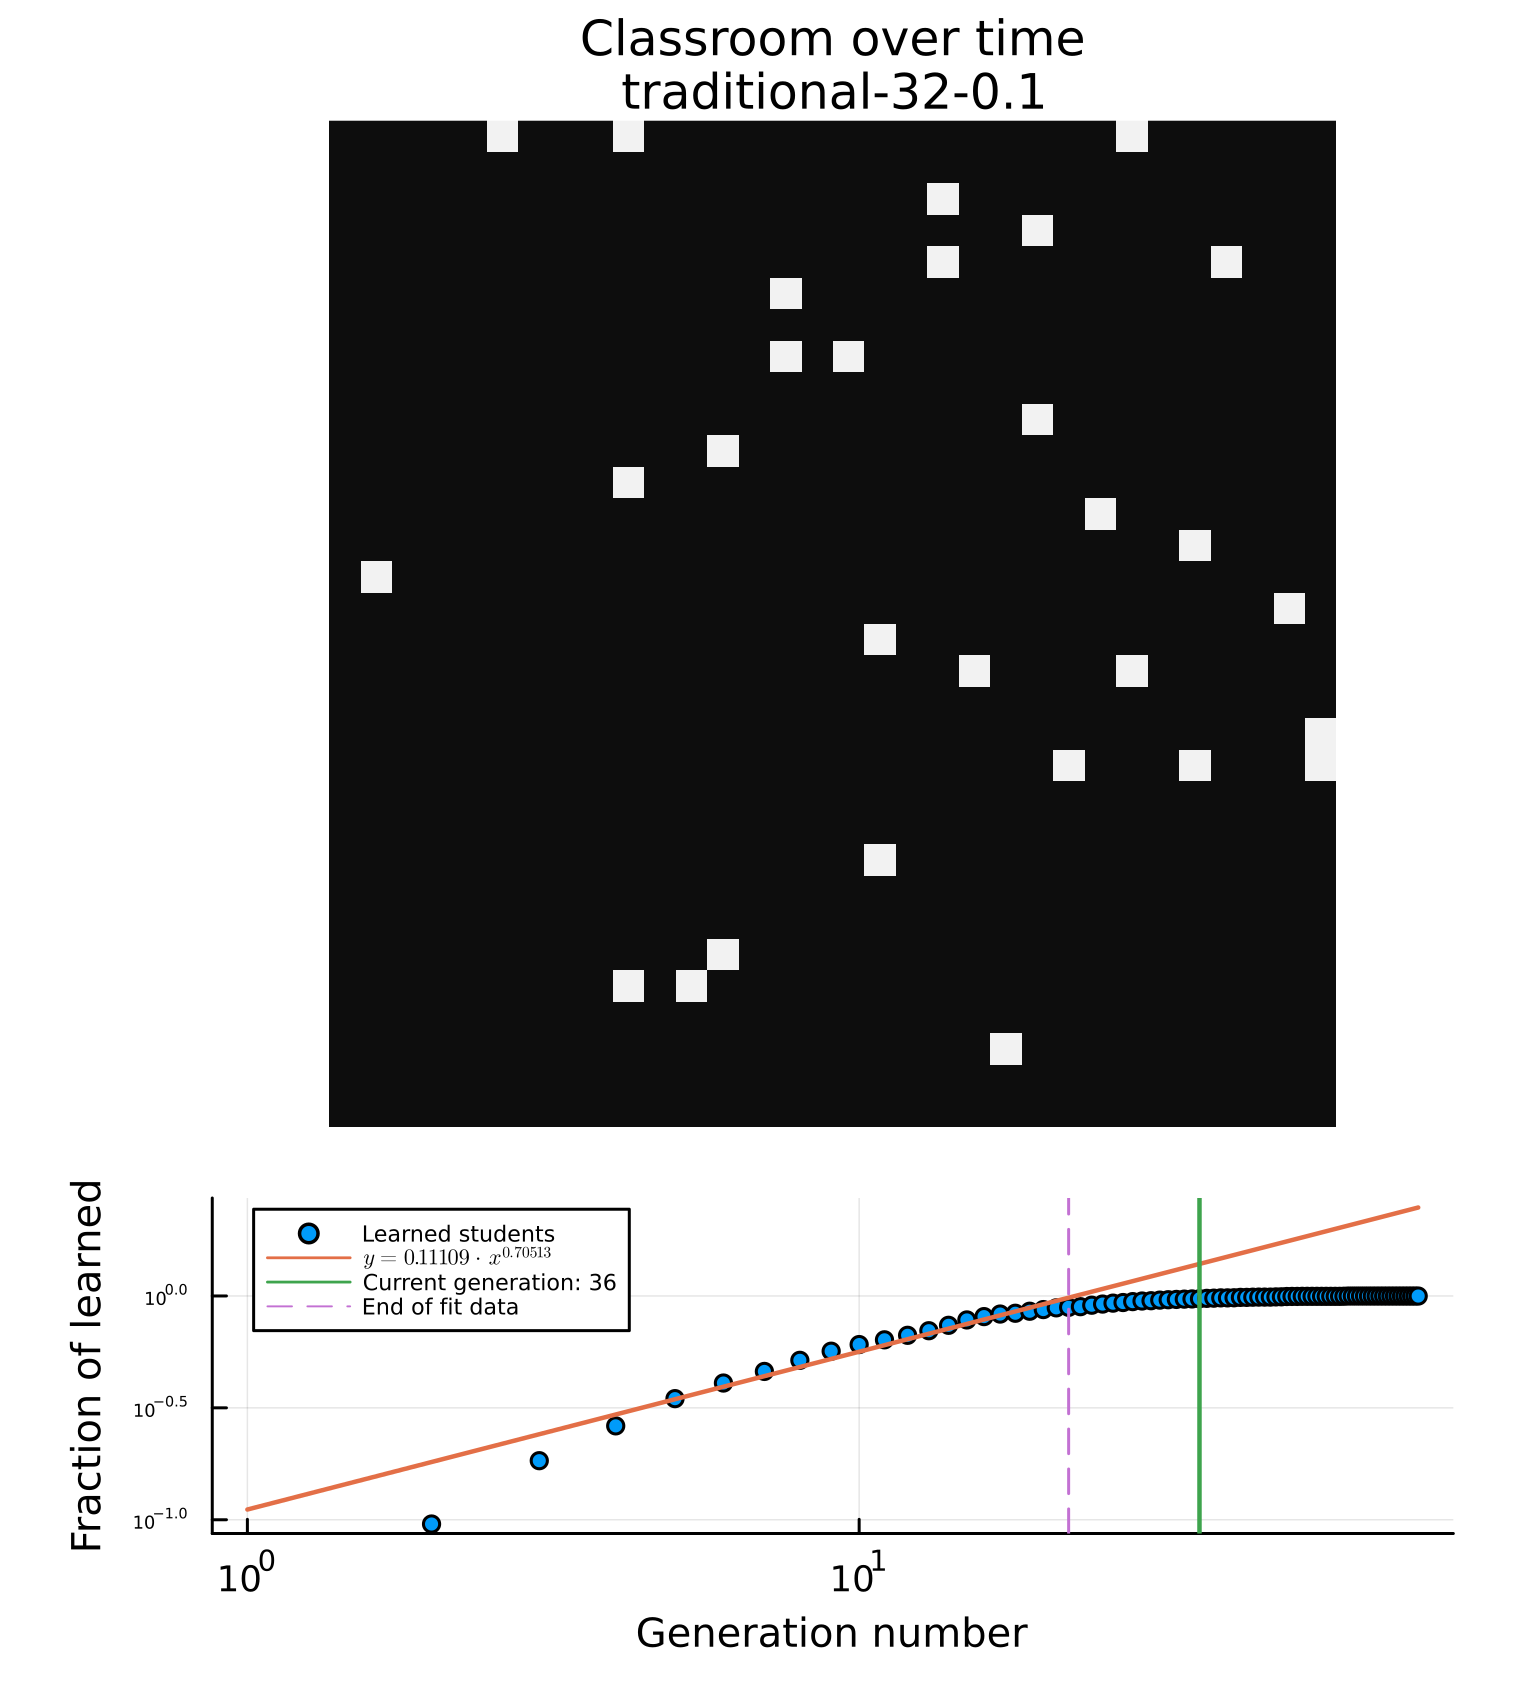 Classroom over time
traditional-32-0.1
Fraction of learned
Learned students
y = 0.11109 · x^0.70513
Current generation: 36
End of fit data
10^0.0
10^−0.5
10^−1.0
10^0
10^1
Generation number